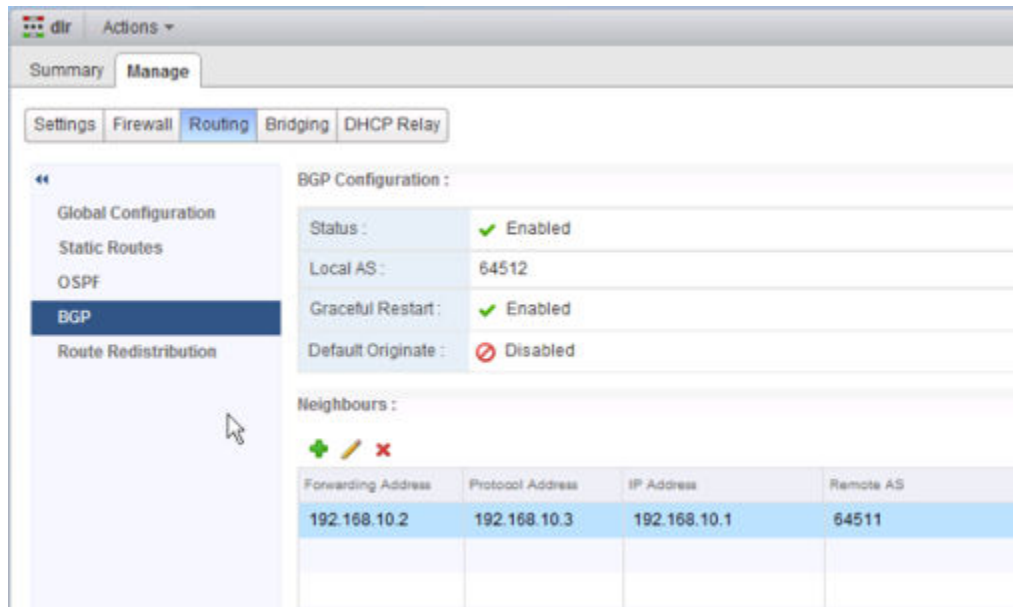 dlr Actions
Summary Manage
Settings Firewall Routing Bridging DHCP Relay
Global Configuration
Static Routes
OSPF
BGP
Route Redistribution
BGP Configuration :
Status : Enabled
Local AS : 64512
Graceful Restart : Enabled
Default Originate : Disabled
Neighbours :
Forwarding Address Protocol Address IP Address Remote AS
192.168.10.2 192.168.10.3 192.168.10.1 64511